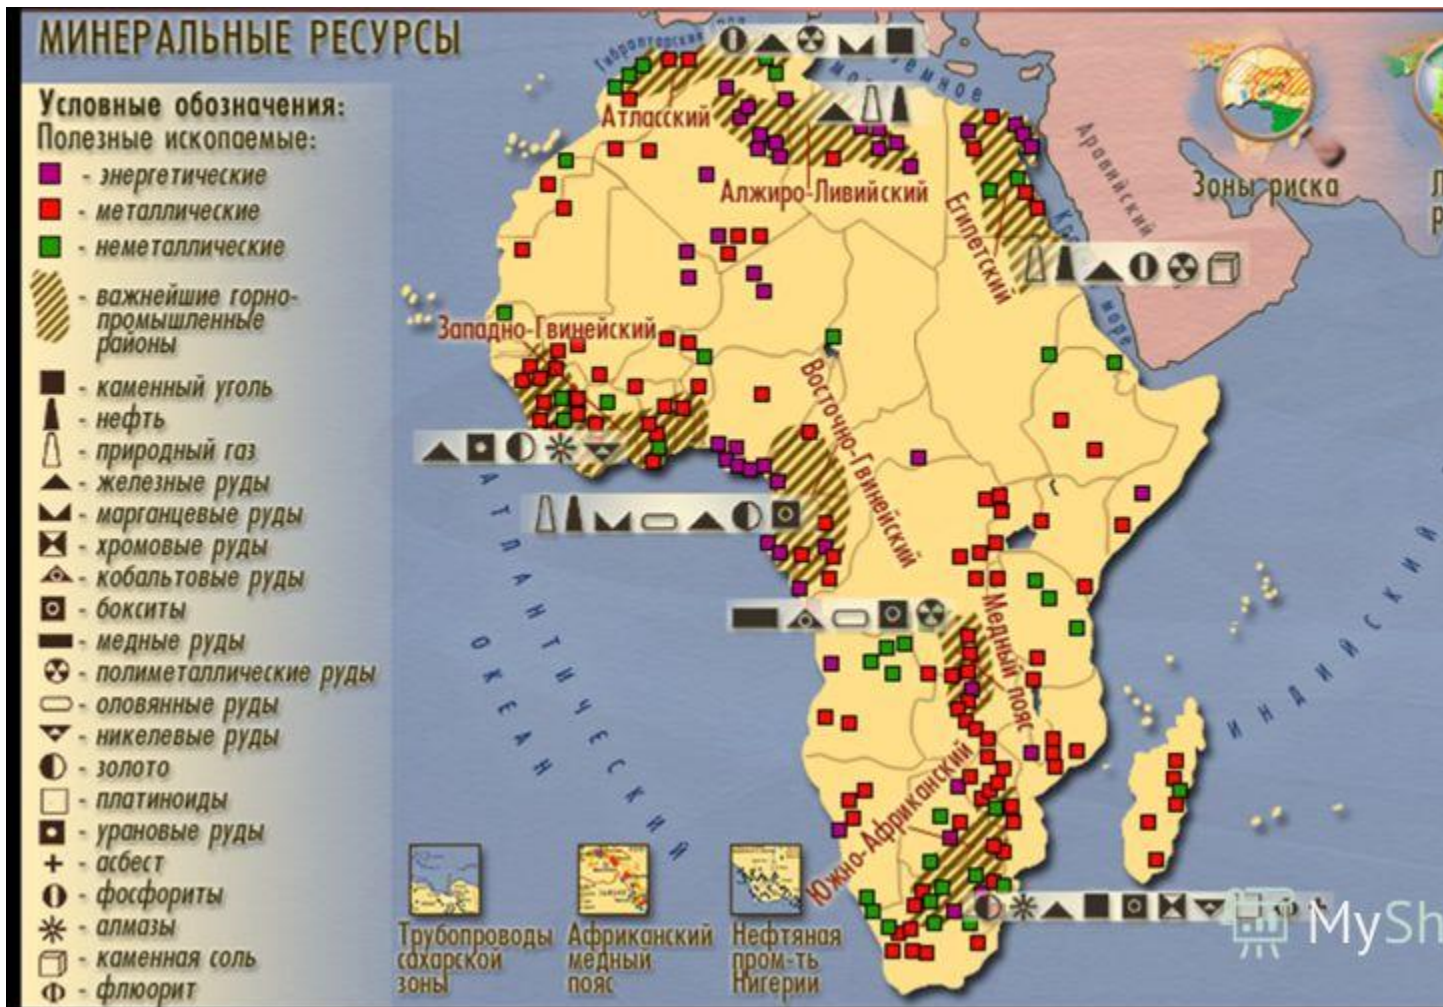 МИНЕРАЛЬНЫЕ РЕСУРСЫ
Условные обозначения:
Полезные ископаемые:
- энергетические
- металлические
- неметаллические
- важнейшие горно-
промышленные
районы
- каменный уголь
- нефть
- природный газ
- железные руды
- марганцевые руды
- хромовые руды
- кобальтовые руды
- бокситы
- медные руды
- полиметаллические руды
- оловянные руды
- никелевые руды
- золото
- платиноиды
- урановые руды
- асбест
- фосфориты
- алмазы
- каменная соль
- флюорит
Гибралтарский
Атласский
Алжиро-Ливийский
Египетский
Аравийский
море
Западно-Гвинейский
Восточно-Гвинейский
Медный пояс
Южно-Африканский
АТЛАНТИЧЕСКИЙ
ОКЕАН
ИНДИЙСКИЙ
Зоны риска
Трубопроводы
сахарской
зоны
Африканский
медный
пояс
Нефтяная
пром-ть
Нигерии
MySh